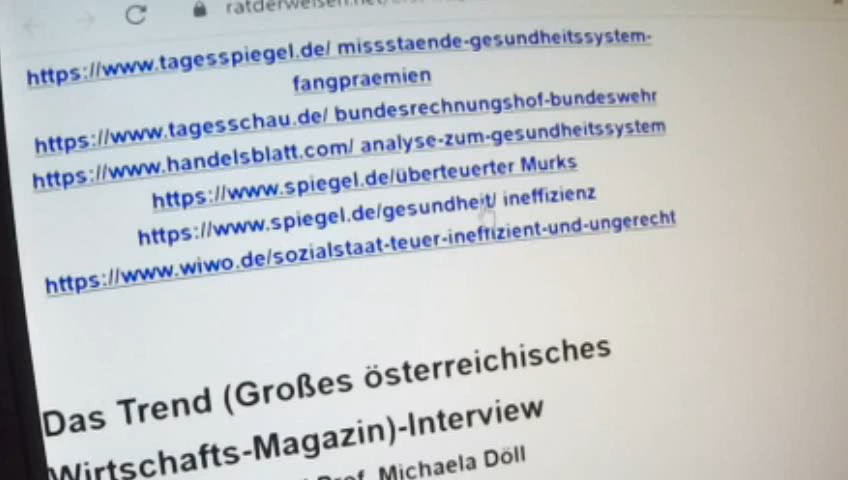 https://www.tagesspiegel.de/ missstaende-gesundheitssystem-
fangpraemien
https://www.tagesschau.de/ bundesrechnungshof-bundeswehr
https://www.handelsblatt.com/ analyse-zum-gesundheitssystem
https://www.spiegel.de/überteuerter Murks
https://www.spiegel.de/gesundheit/ ineffizienz
https://www.wiwo.de/sozialstaat-teuer-ineffizient-und-ungerecht
Das Trend (Großes österreichisches
Wirtschafts-Magazin)-Interview
Prof. Michaela Döll